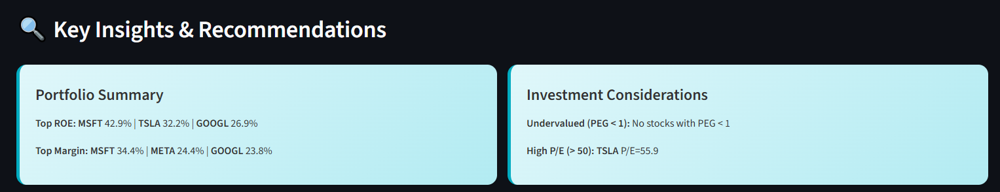 Key Insights & Recommendations
Portfolio Summary
Top ROE: MSFT 42.9% | TSLA 32.2% | GOOGL 26.9%
Top Margin: MSFT 34.4% | META 24.4% | GOOGL 23.8%
Investment Considerations
Undervalued (PEG < 1): No stocks with PEG < 1
High P/E (> 50): TSLA P/E=55.9